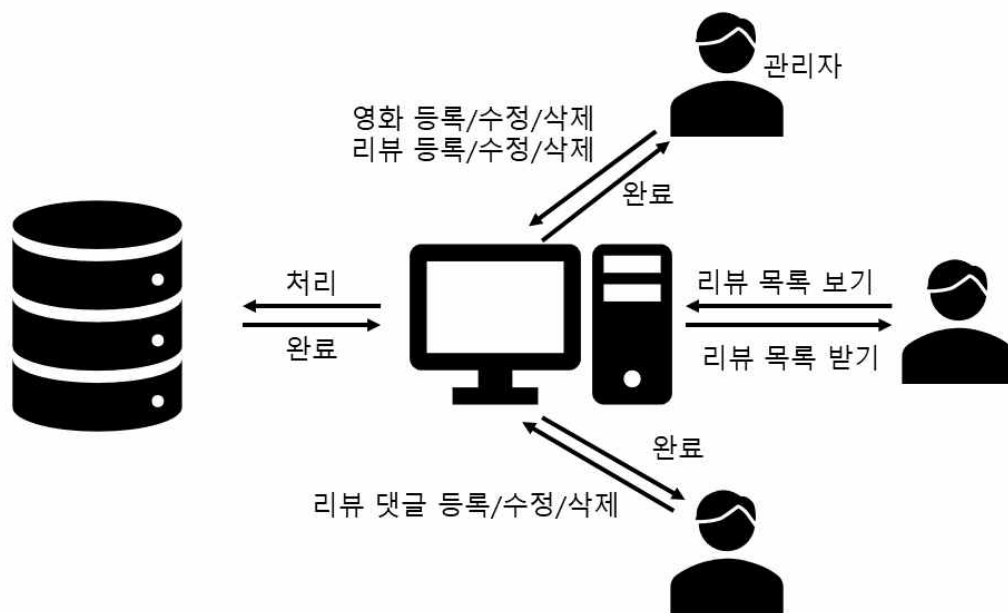 관리자
영화 등록/수정/삭제
리뷰 등록/수정/삭제
완료
처리
완료
리뷰 목록 보기
리뷰 목록 받기
완료
리뷰 댓글 등록/수정/삭제